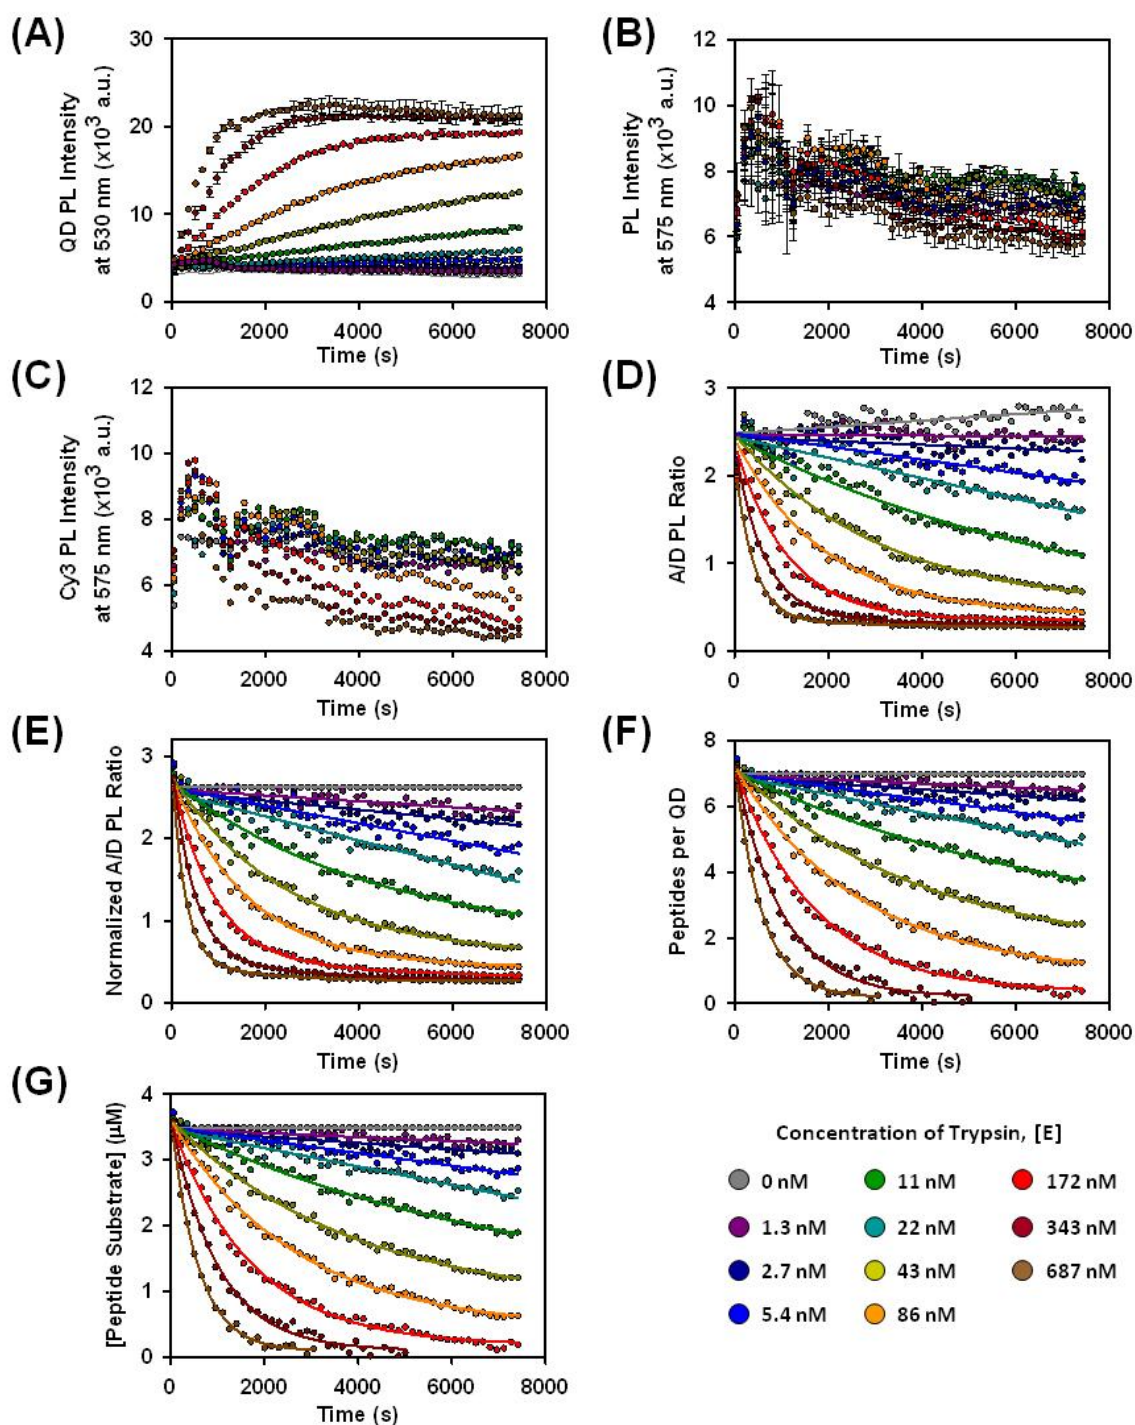 (A)
30
20
10
0
QD PL Intensity
at 530 nm (x10³ a.u.)
0 2000 4000 6000 8000
Time (s)
(B)
12
10
8
6
4
PL Intensity
at 575 nm (x10³ a.u.)
0 2000 4000 6000 8000
Time (s)
(C)
12
10
8
6
4
Cy3 PL Intensity
at 575 nm (x10³ a.u.)
0 2000 4000 6000 8000
Time (s)
(D)
3
2
1
0
A/D PL Ratio
0 2000 4000 6000 8000
Time (s)
(E)
3
2
1
0
Normalized A/D PL Ratio
0 2000 4000 6000 8000
Time (s)
(F)
8
6
4
2
0
Peptides per QD
0 2000 4000 6000 8000
Time (s)
(G)
4
3
2
1
0
[Peptide Substrate] (µM)
0 2000 4000 6000 8000
Time (s)
Concentration of Trypsin, [E]
0 nM 11 nM 172 nM
1.3 nM 22 nM 343 nM
2.7 nM 43 nM 687 nM
5.4 nM 86 nM